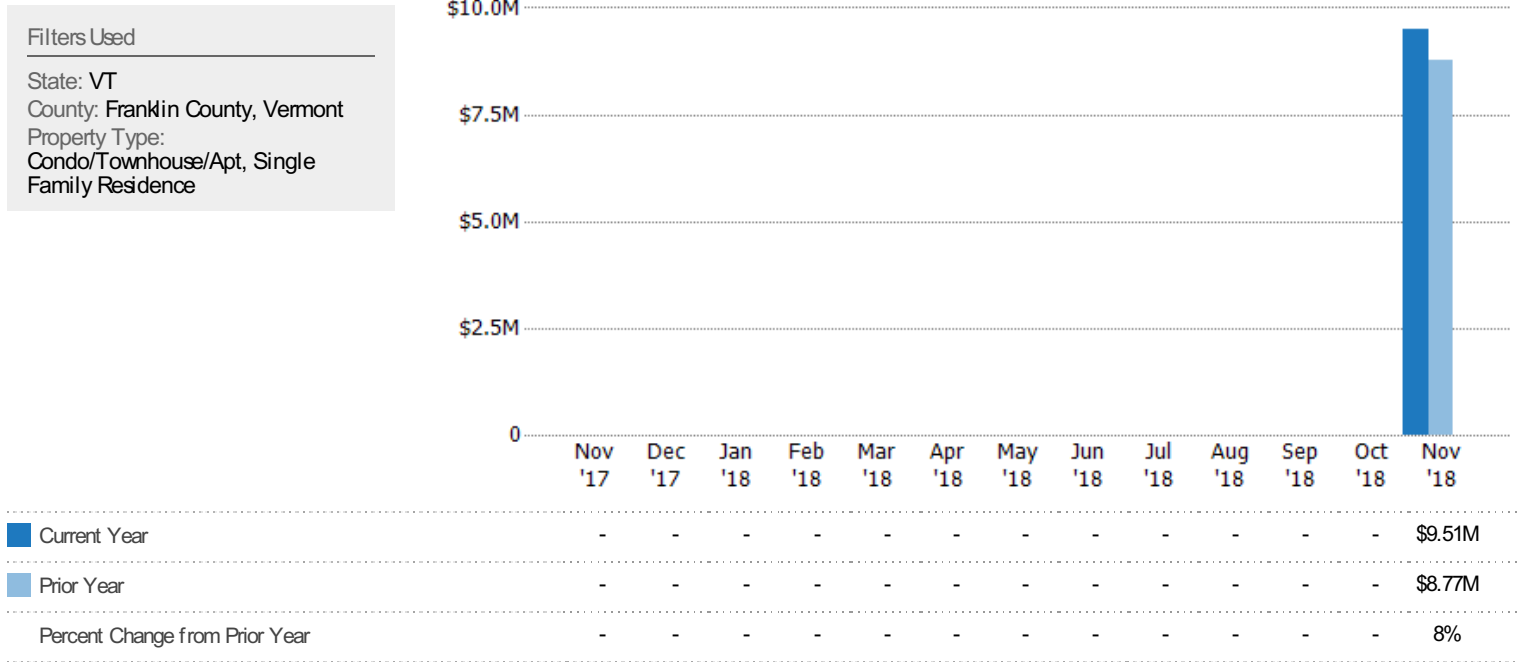 Filters Used
State: VT
County: Franklin County, Vermont
Property Type:
Condo/Townhouse/Apt, Single
Family Residence
$10.0M
$7.5M
$5.0M
$2.5M
0
Nov Dec Jan Feb Mar Apr May Jun Jul Aug Sep Oct Nov
'17 '17 '18 '18 '18 '18 '18 '18 '18 '18 '18 '18 '18
Current Year - - - - - - - - - - - - $9.51M
Prior Year - - - - - - - - - - - - $8.77M
Percent Change from Prior Year - - - - - - - - - - - - 8%